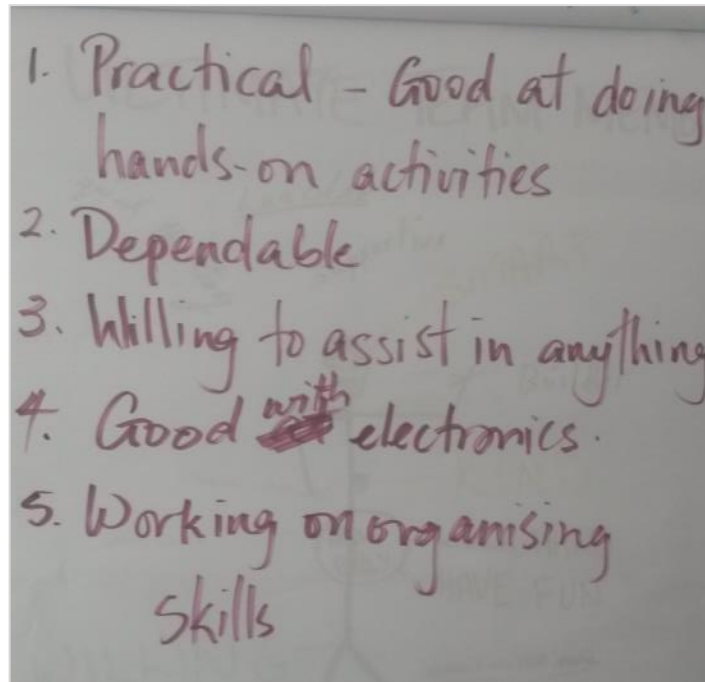 1. Practical - Good at doing
hands-on activities
2. Dependable
3. Willing to assist in anything
4. Good with electronics.
5. Working on organising
skills